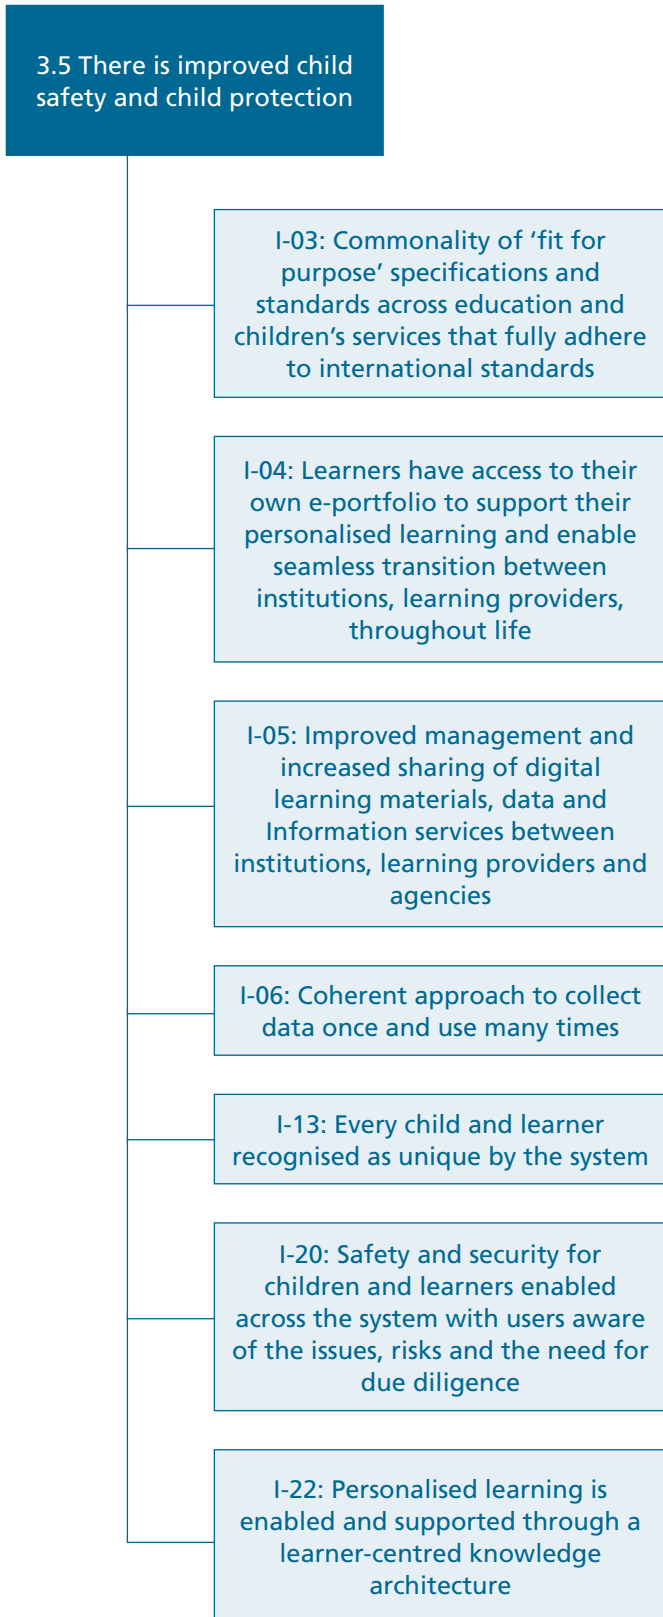 3.5 There is improved child
safety and child protection
I-03: Commonality of ‘fit for
purpose’ specifications and
standards across education and
children’s services that fully adhere
to international standards
I-04: Learners have access to their
own e-portfolio to support their
personalised learning and enable
seamless transition between
institutions, learning providers,
throughout life
I-05: Improved management and
increased sharing of digital
learning materials, data and
Information services between
institutions, learning providers and
agencies
I-06: Coherent approach to collect
data once and use many times
I-13: Every child and learner
recognised as unique by the system
I-20: Safety and security for
children and learners enabled
across the system with users aware
of the issues, risks and the need for
due diligence
I-22: Personalised learning is
enabled and supported through a
learner-centred knowledge
architecture